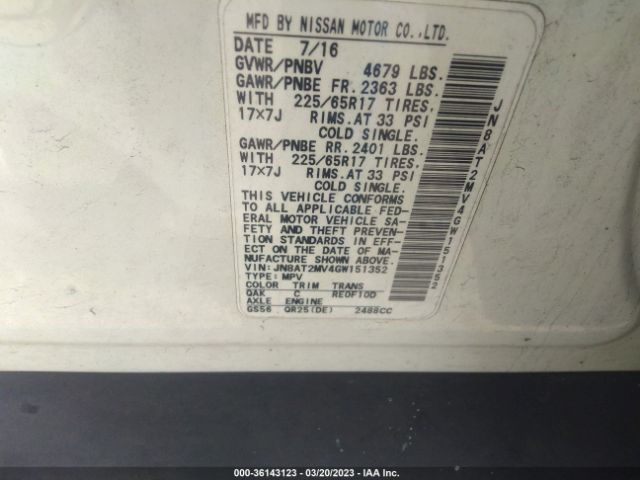 MFD BY NISSAN MOTOR CO.,LTD.
DATE 7/16
GVWR/PNBV 4679 LBS.
GAWR/PNBE FR. 2363 LBS.
WITH 225/65R17 TIRES.
17×7J RIMS.AT 33 PSI
COLD SINGLE.
GAWR/PNBE RR. 2401 LBS.
WITH 225/65R17 TIRES.
17×7J RIMS.AT 33 PSI
COLD SINGLE.
THIS VEHICLE CONFORMS
TO ALL APPLICABLE FED-
ERAL MOTOR VEHICLE SA-
FETY AND THEFT PREVEN-
TION STANDARDS IN EFF-
ECT ON THE DATE OF MA-
NUFACTURE SHOWN ABOVE.
VIN: JN8AT2MV4GW151352
TYPE: MPV
COLOR TRIM TRANS
QAK C RE0F10D
AXLE ENGINE
GS56 QR25(DE) 2488CC
JN8AT2MV4GW151352
000-36143123 — 03/20/2023 — IAA Inc.